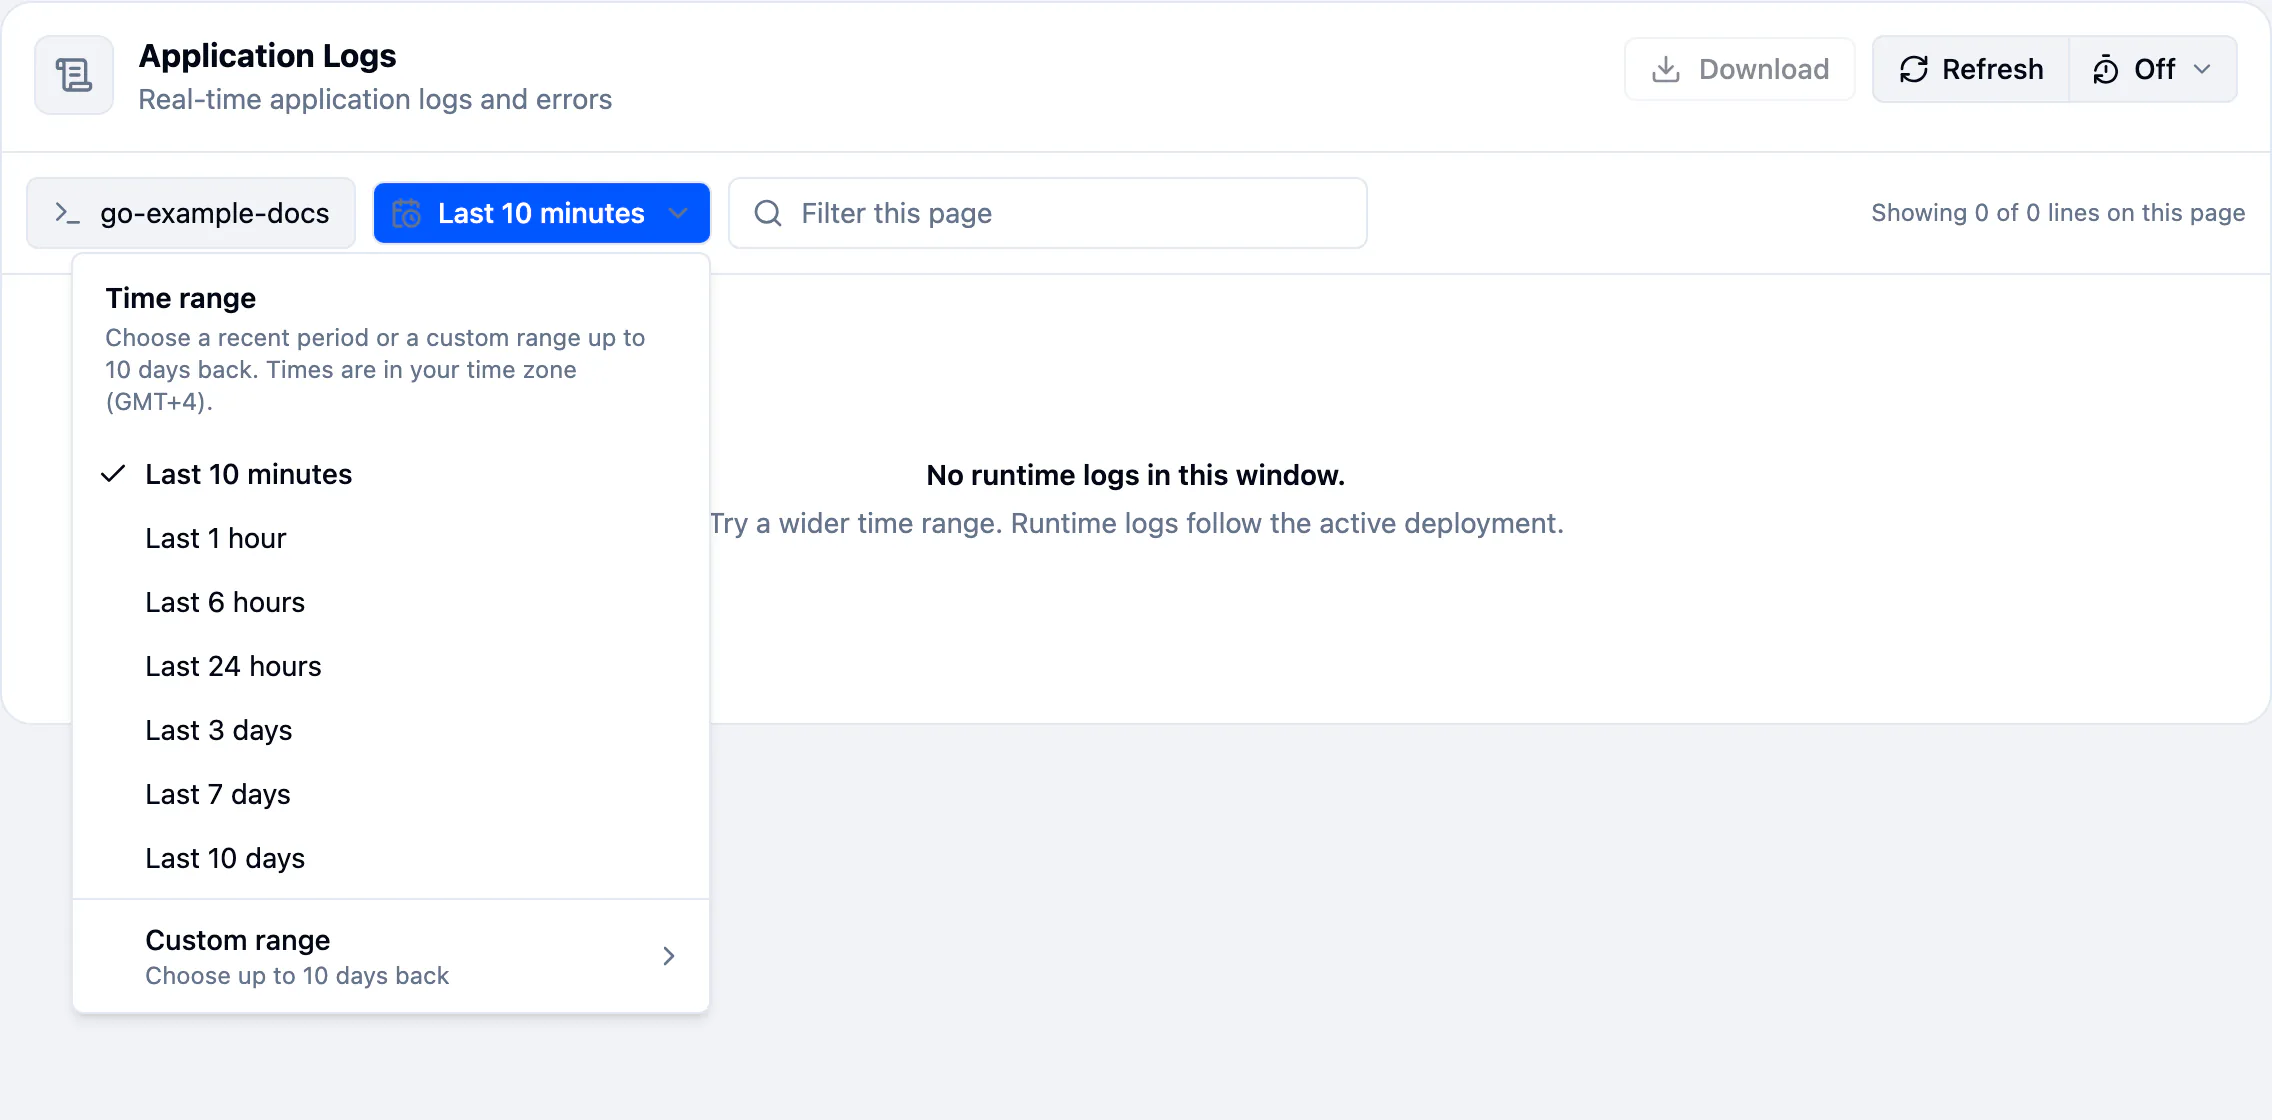 Application Logs
Real-time application logs and errors
Download
Refresh
Off
go-example-docs
Last 10 minutes
Filter this page
Showing 0 of 0 lines on this page
Time range
Choose a recent period or a custom range up to
10 days back. Times are in your time zone
(GMT+4).
Last 10 minutes
Last 1 hour
Last 6 hours
Last 24 hours
Last 3 days
Last 7 days
Last 10 days
Custom range
Choose up to 10 days back
No runtime logs in this window.
Try a wider time range. Runtime logs follow the active deployment.